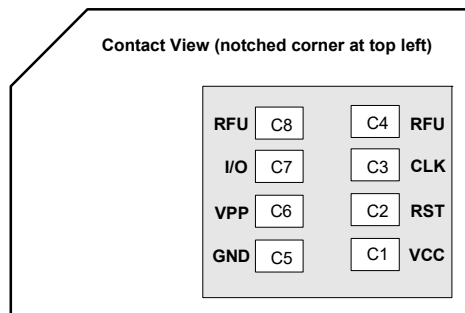 Contact View (notched corner at top left)
RFU C8 C4 RFU
I/O C7 C3 CLK
VPP C6 C2 RST
GND C5 C1 VCC